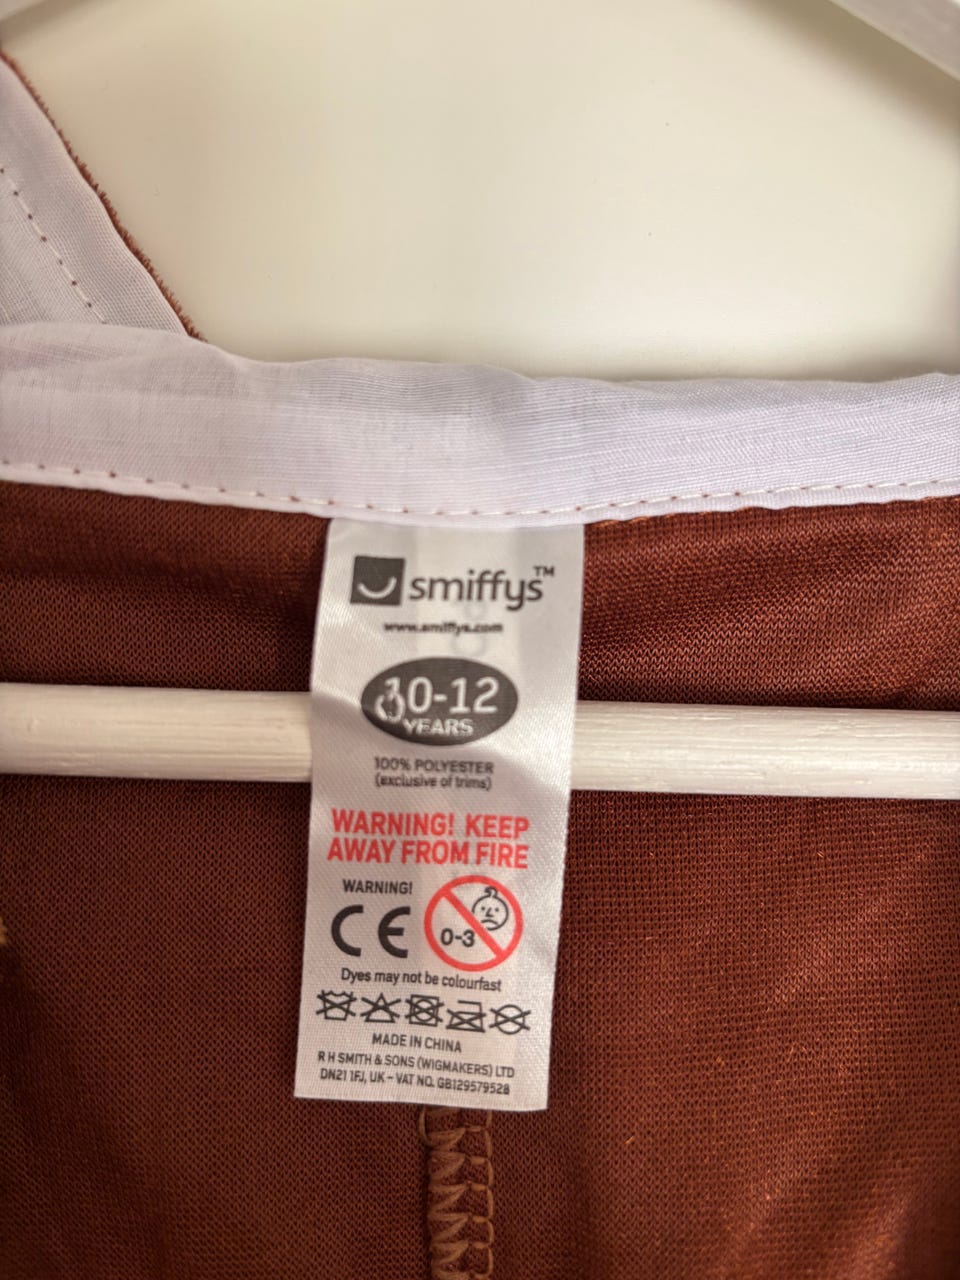 smiffys™
www.smiffys.com
10-12
YEARS
100% POLYESTER
(exclusive of trims)
WARNING! KEEP
AWAY FROM FIRE
WARNING!
CE
0-3
Dyes may not be colourfast
MADE IN CHINA
R H SMITH & SONS (WIGMAKERS) LTD
DN21 1FJ, UK – VAT NO. GB129579528